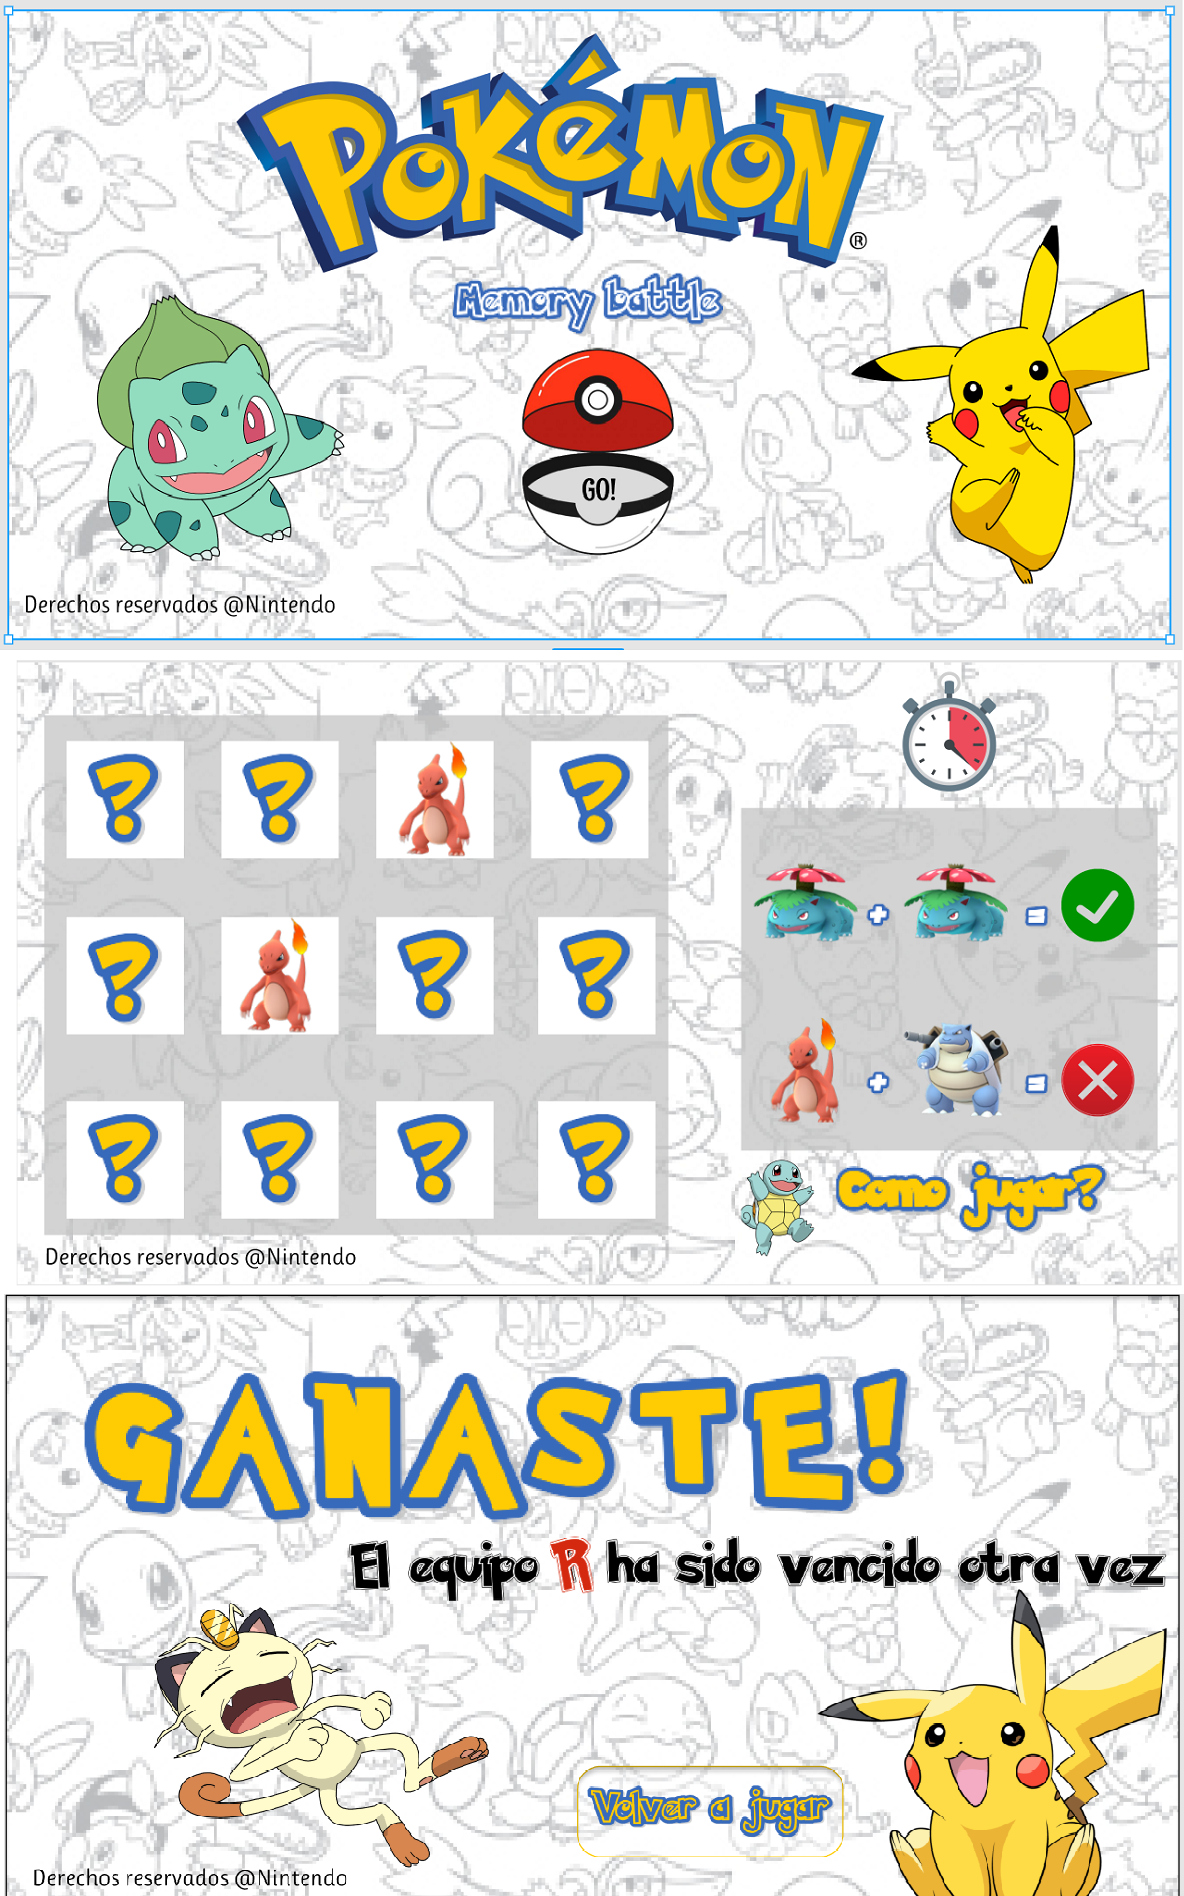 POKéMON
®
Memory battle
GO!
Derechos reservados @Nintendo
? ? ?
+ =
? ? ?
+ =
? ? ? ?
Como jugar?
Derechos reservados @Nintendo
GANASTE!
El equipo R ha sido vencido otra vez
Volver a jugar
Derechos reservados @Nintendo